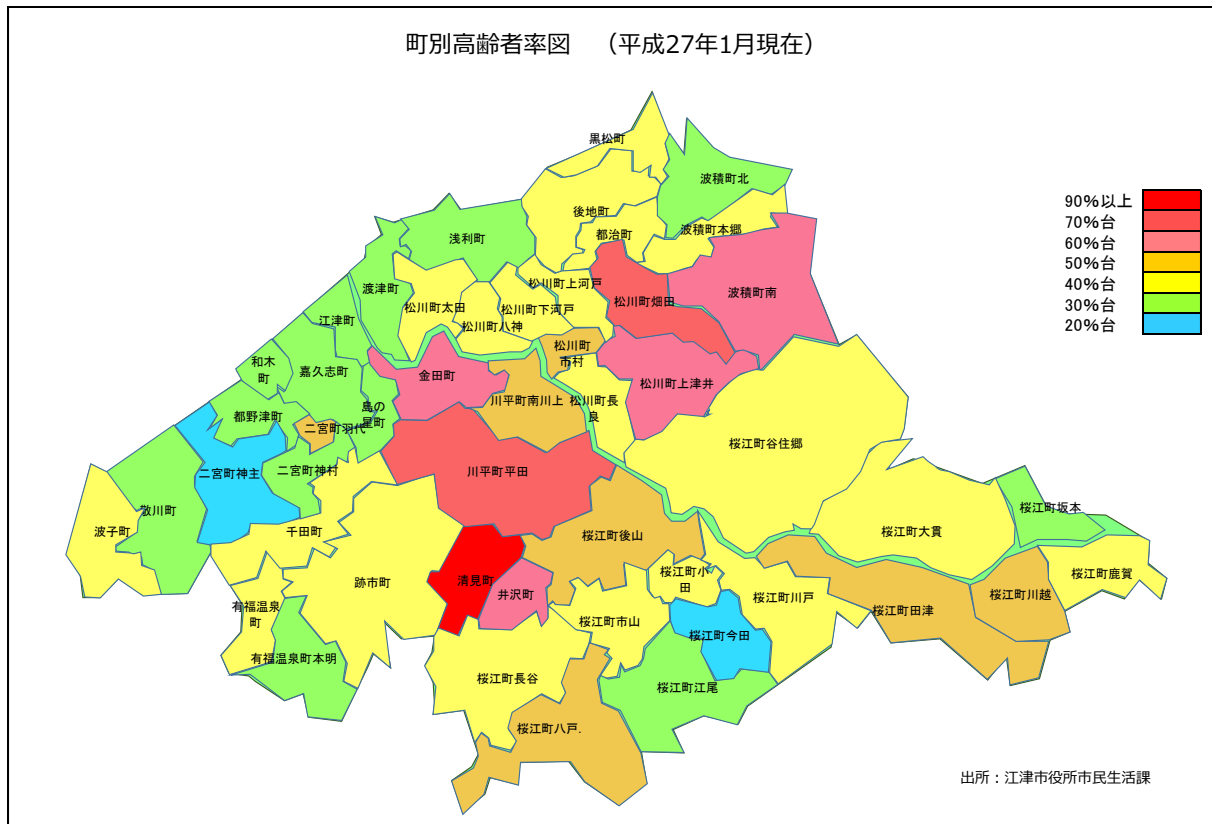 町別高齢者率図　（平成27年1月現在）
90%以上
70%台
60%台
50%台
40%台
30%台
20%台
黒松町
波積町北
後地町
都治町
波積町本郷
浅利町
渡津町
松川町上河戸
松川町畑田
波積町南
松川町太田
松川町下河戸
松川町八神
江津町
松川町
市村
和木
町
嘉久志町
金田町
松川町上津井
島の
星町
川平町南川上
松川町長
良
都野津町
二宮町羽代
桜江町谷住郷
二宮町神主
二宮町神村
川平町平田
敬川町
波子町
千田町
桜江町後山
桜江町大貫
桜江町坂本
跡市町
清見町
井沢町
桜江町小
田
桜江町川戸
桜江町鹿賀
桜江町川越
桜江町田津
有福温泉
町
桜江町市山
桜江町今田
有福温泉町本明
桜江町長谷
桜江町江尾
桜江町八戸.
出所：江津市役所市民生活課